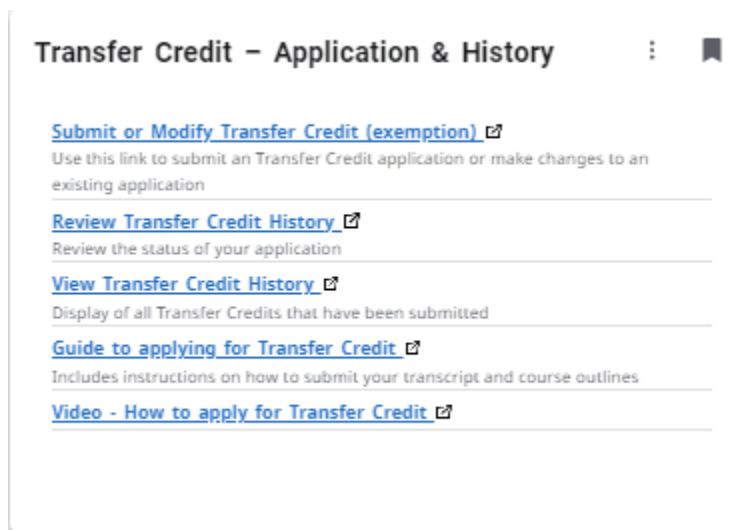 Transfer Credit – Application & History
Submit or Modify Transfer Credit (exemption)
Use this link to submit an Transfer Credit application or make changes to an
existing application
Review Transfer Credit History
Review the status of your application
View Transfer Credit History
Display of all Transfer Credits that have been submitted
Guide to applying for Transfer Credit
Includes instructions on how to submit your transcript and course outlines
Video - How to apply for Transfer Credit